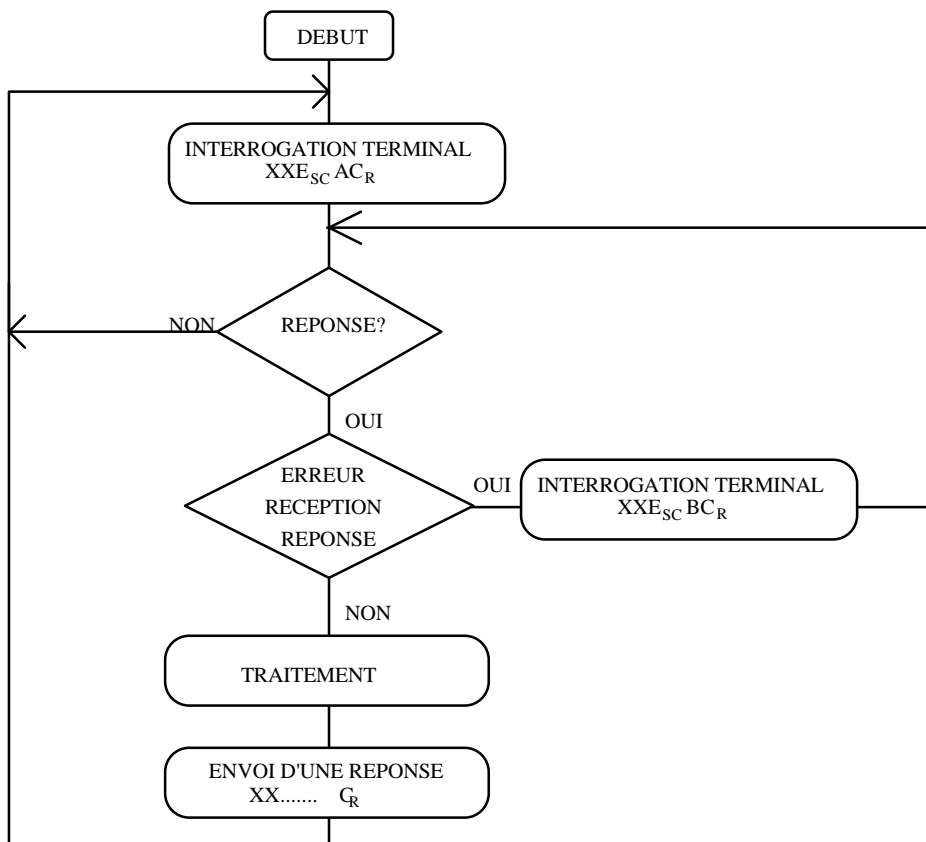 DEBUT
INTERROGATION TERMINAL
XXESC ACR
NON
REPONSE?
OUI
ERREUR
RECEPTION
REPONSE
OUI
INTERROGATION TERMINAL
XXESC BCR
NON
TRAITEMENT
ENVOI D'UNE REPONSE
XX....... CR